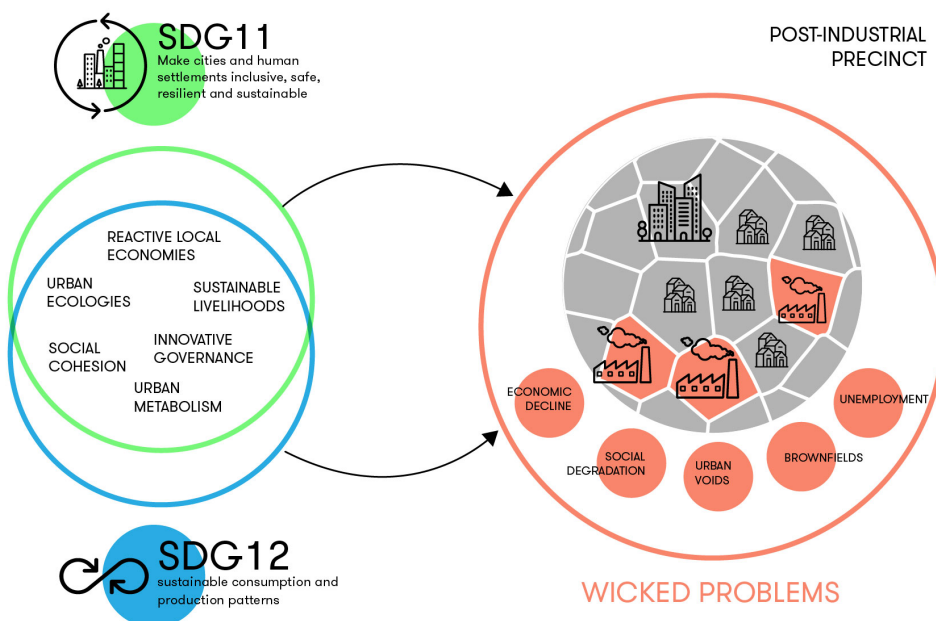 SDG11
Make cities and human
settlements inclusive, safe,
resilient and sustainable
POST-INDUSTRIAL
PRECINCT
REACTIVE LOCAL
ECONOMIES
URBAN
ECOLOGIES
SUSTAINABLE
LIVELIHOODS
SOCIAL
COHESION
INNOVATIVE
GOVERNANCE
URBAN
METABOLISM
ECONOMIC
DECLINE
SOCIAL
DEGRADATION
URBAN
VOIDS
BROWNFIELDS
UNEMPLOYMENT
SDG12
sustainable consumption and
production patterns
WICKED PROBLEMS